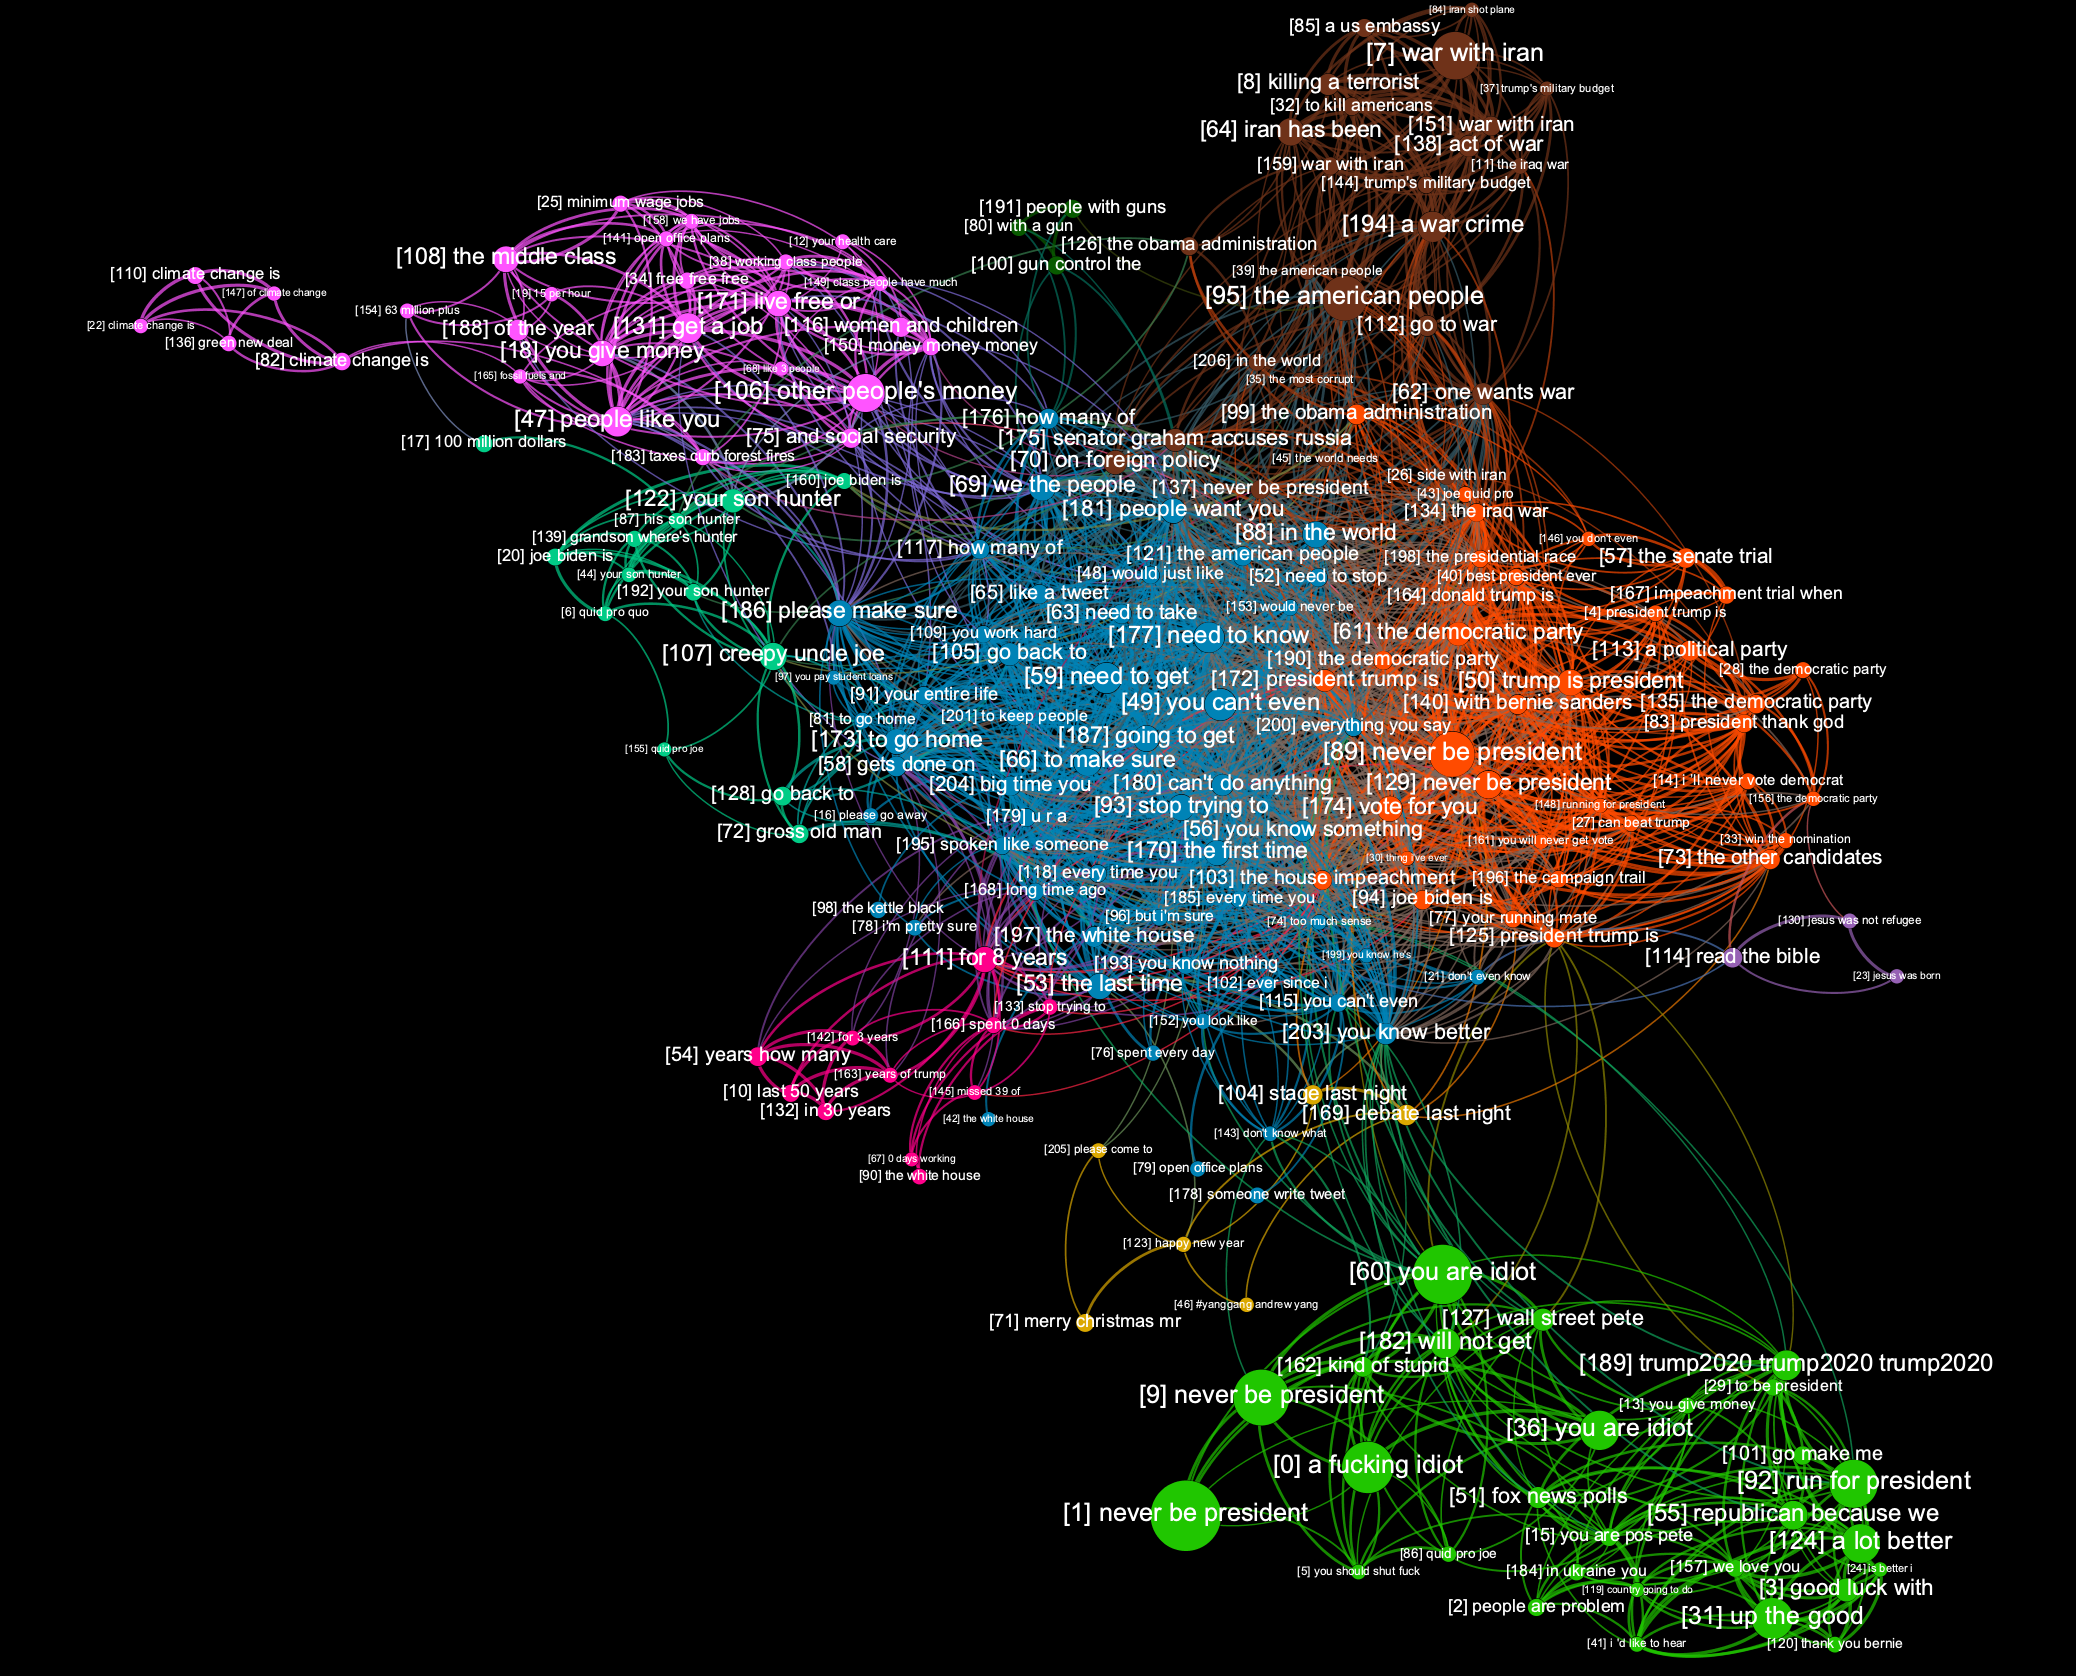 [84] iran shot plane
[85] a us embassy
[7] war with iran
[8] killing a terrorist
[37] trump's military budget
[32] to kill americans
[64] iran has been
[151] war with iran
[138] act of war
[159] war with iran
[11] the iraq war
[144] trump's military budget
[194] a war crime
[191] people with guns
[80] with a gun
[126] the obama administration
[100] gun control the
[39] the american people
[95] the american people
[112] go to war
[206] in the world
[35] the most corrupt
[62] one wants war
[99] the obama administration
[25] minimum wage jobs
[158] we have jobs
[141] open office plans
[12] your health care
[108] the middle class
[38] working class people
[34] free free free
[149] class people have much
[110] climate change is
[147] of climate change
[19] 15 per hour
[171] live free or
[154] 63 million plus
[22] climate change is
[188] of the year
[131] get a job
[116] women and children
[136] green new deal
[18] you give money
[150] money money money
[82] climate change is
[68] like 3 people
[165] fossil fuels and
[106] other people's money
[47] people like you
[176] how many of
[17] 100 million dollars
[75] and social security
[175] senator graham accuses russia
[183] taxes curb forest fires
[70] on foreign policy
[45] the world needs
[160] joe biden is
[69] we the people
[137] never be president
[26] side with iran
[43] joe quid pro
[122] your son hunter
[181] people want you
[134] the iraq war
[87] his son hunter
[88] in the world
[139] grandson where's hunter
[146] you don't even
[20] joe biden is
[117] how many of
[121] the american people
[198] the presidential race
[57] the senate trial
[44] your son hunter
[48] would just like
[52] need to stop
[40] best president ever
[192] your son hunter
[65] like a tweet
[164] donald trump is
[167] impeachment trial when
[6] quid pro quo
[186] please make sure
[63] need to take
[153] would never be
[4] president trump is
[109] you work hard
[177] need to know
[61] the democratic party
[107] creepy uncle joe
[105] go back to
[190] the democratic party
[113] a political party
[28] the democratic party
[97] you pay student loans
[59] need to get
[172] president trump is
[50] trump is president
[91] your entire life
[49] you can't even
[140] with bernie sanders
[135] the democratic party
[81] to go home
[201] to keep people
[200] everything you say
[83] president thank god
[155] quid pro joe
[173] to go home
[187] going to get
[89] never be president
[58] gets done on
[66] to make sure
[204] big time you
[180] can't do anything
[129] never be president
[14] i 'll never vote democrat
[128] go back to
[156] the democratic party
[16] please go away
[179] u r a
[93] stop trying to
[174] vote for you
[148] running for president
[72] gross old man
[56] you know something
[27] can beat trump
[195] spoken like someone
[170] the first time
[161] you will never get vote
[33] win the nomination
[30] thing i've ever
[73] the other candidates
[118] every time you
[103] the house impeachment
[196] the campaign trail
[168] long time ago
[185] every time you
[94] joe biden is
[98] the kettle black
[96] but i'm sure
[74] too much sense
[77] your running mate
[130] jesus was not refugee
[78] i'm pretty sure
[197] the white house
[125] president trump is
[111] for 8 years
[193] you know nothing
[199] you know he's
[114] read the bible
[23] jesus was born
[53] the last time
[102] ever since i
[21] don't even know
[133] stop trying to
[115] you can't even
[166] spent 0 days
[152] you look like
[203] you know better
[142] for 3 years
[54] years how many
[76] spent every day
[163] years of trump
[10] last 50 years
[145] missed 39 of
[104] stage last night
[132] in 30 years
[169] debate last night
[42] the white house
[143] don't know what
[205] please come to
[67] 0 days working
[79] open office plans
[90] the white house
[178] someone write tweet
[123] happy new year
[60] you are idiot
[46] #yanggang andrew yang
[71] merry christmas mr
[127] wall street pete
[182] will not get
[162] kind of stupid
[189] trump2020 trump2020 trump2020
[29] to be president
[9] never be president
[13] you give money
[36] you are idiot
[101] go make me
[0] a fucking idiot
[92] run for president
[51] fox news polls
[1] never be president
[55] republican because we
[15] you are pos pete
[124] a lot better
[86] quid pro joe
[5] you should shut fuck
[184] in ukraine you
[157] we love you
[24] is better i
[119] country going to do
[3] good luck with
[2] people are problem
[31] up the good
[41] i 'd like to hear
[120] thank you bernie